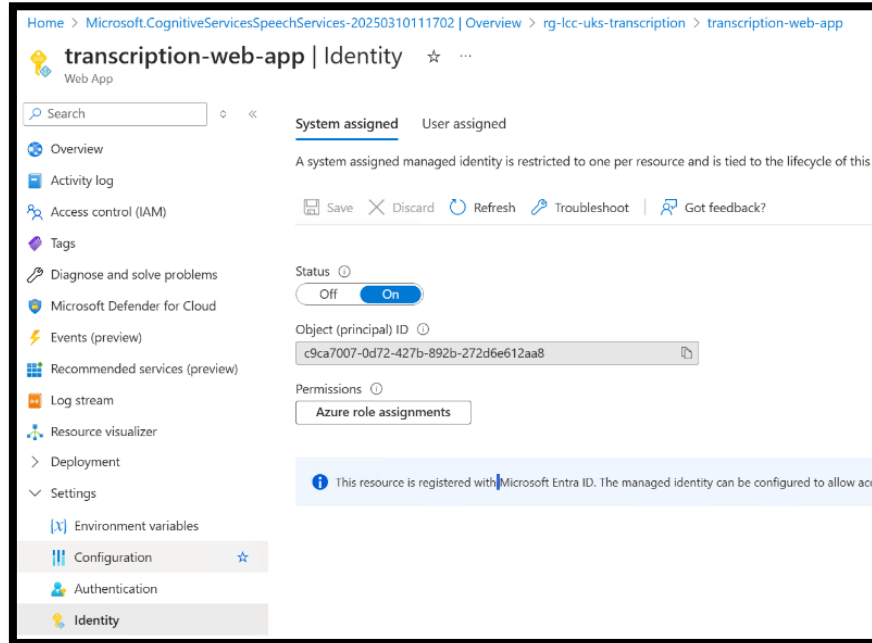 Home > Microsoft.CognitiveServicesSpeechServices-20250310111702 | Overview > rg-lcc-uks-transcription > transcription-web-app
transcription-web-app | Identity
Web App
Search
Overview
Activity log
Access control (IAM)
Tags
Diagnose and solve problems
Microsoft Defender for Cloud
Events (preview)
Recommended services (preview)
Log stream
Resource visualizer
Deployment
Settings
Environment variables
Configuration
Authentication
Identity
System assigned User assigned
A system assigned managed identity is restricted to one per resource and is tied to the lifecycle of this
Save Discard Refresh Troubleshoot Got feedback?
Status
Off On
Object (principal) ID
c9ca7007-0d72-427b-892b-272d6e612aa8
Permissions
Azure role assignments
This resource is registered with Microsoft Entra ID. The managed identity can be configured to allow acc